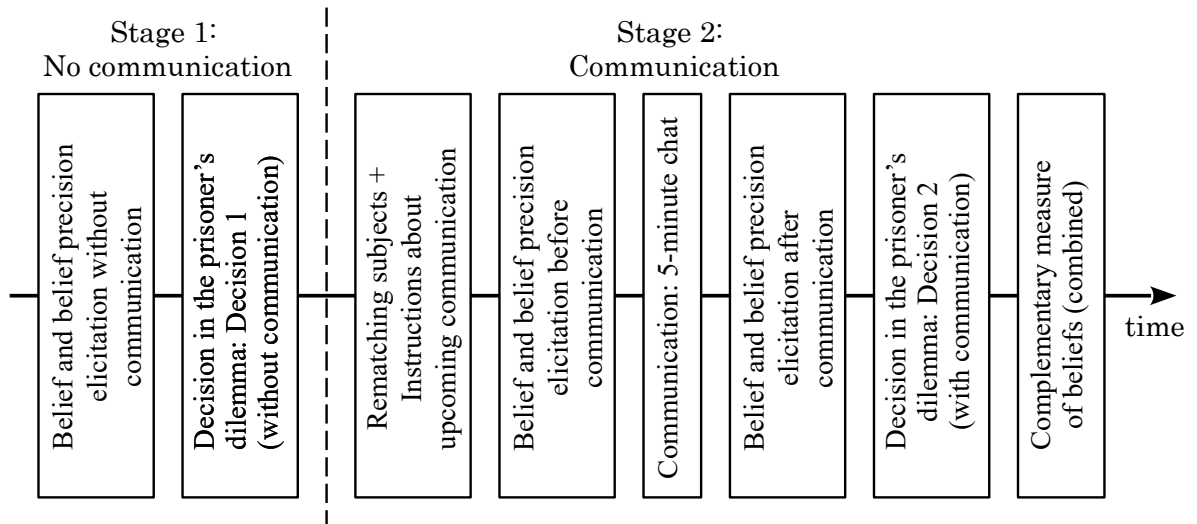 Stage 1:
No communication
Stage 2:
Communication
Belief and belief precision
elicitation without
communication
Decision in the prisoner's
dilemma: Decision 1
(without communication)
Rematching subjects +
Instructions about
upcoming communication
Belief and belief precision
elicitation before
communication
Communication: 5-minute chat
Belief and belief precision
elicitation after
communication
Decision in the prisoner's
dilemma: Decision 2
(with communication)
Complementary measure
of beliefs (combined)
time